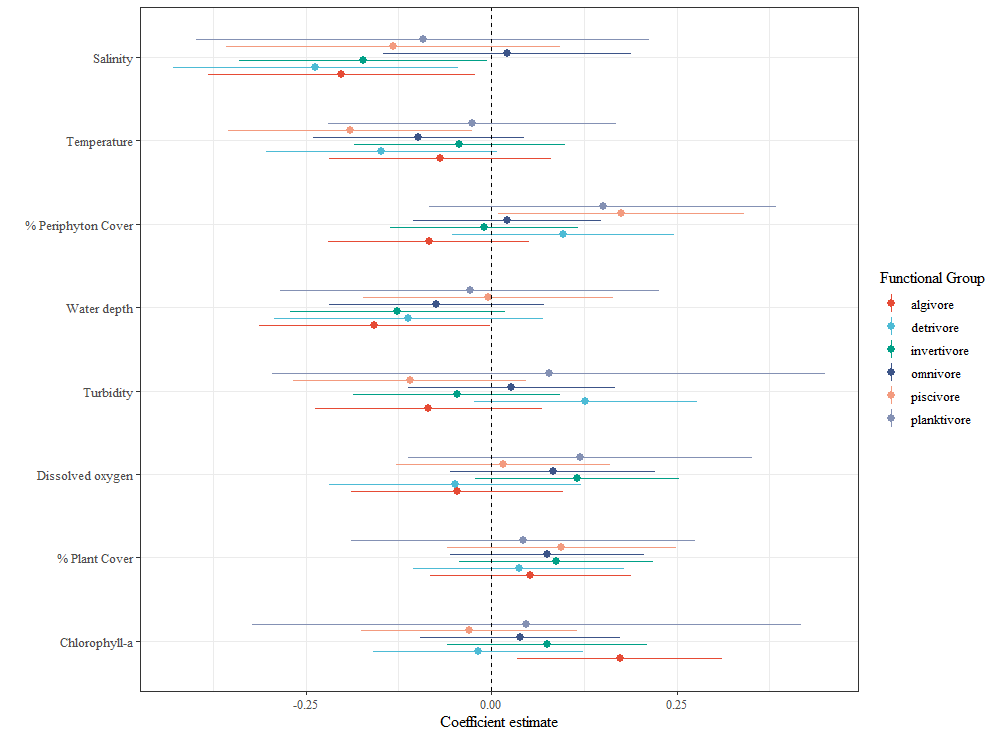 Salinity
Temperature
% Periphyton Cover
Water depth
Turbidity
Dissolved oxygen
% Plant Cover
Chlorophyll-a
-0.25 0.00 0.25
Coefficient estimate
Functional Group
algivore
detrivore
invertivore
omnivore
piscivore
planktivore